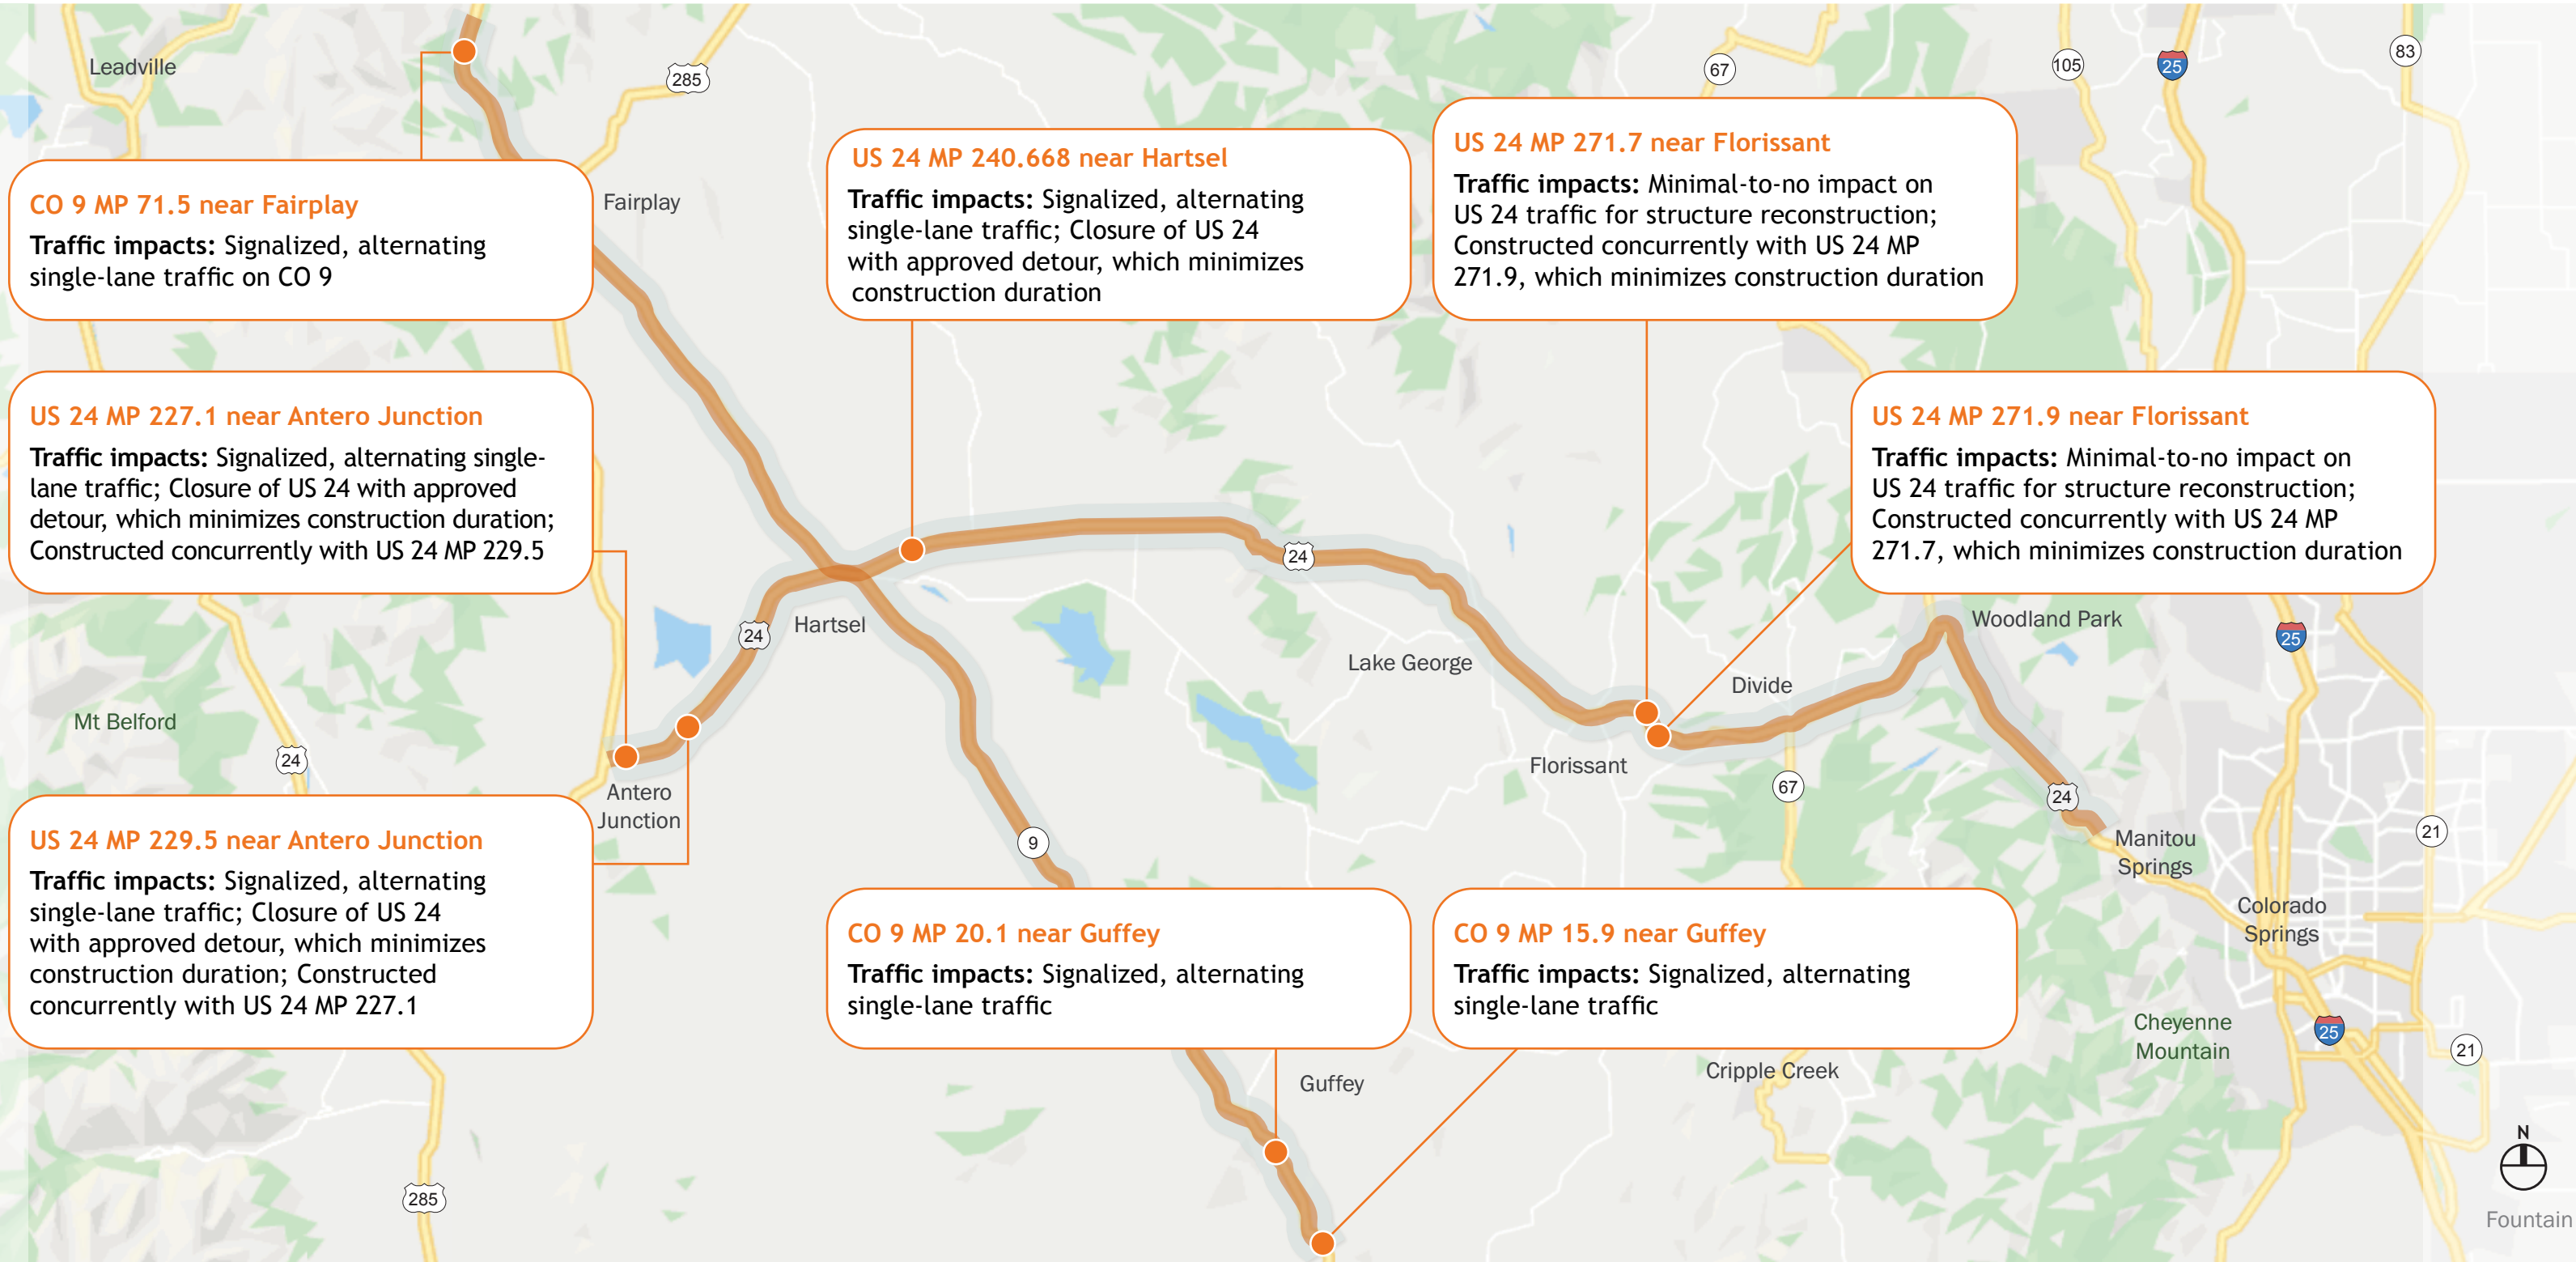 Leadville
285
67
105
25
83
CO 9 MP 71.5 near Fairplay
Traffic impacts: Signalized, alternating
single-lane traffic on CO 9
Fairplay
US 24 MP 240.668 near Hartsel
Traffic impacts: Signalized, alternating
single-lane traffic; Closure of US 24
with approved detour, which minimizes
construction duration
US 24 MP 271.7 near Florissant
Traffic impacts: Minimal-to-no impact on
US 24 traffic for structure reconstruction;
Constructed concurrently with US 24 MP
271.9, which minimizes construction duration
US 24 MP 227.1 near Antero Junction
Traffic impacts: Signalized, alternating single-
lane traffic; Closure of US 24 with approved
detour, which minimizes construction duration;
Constructed concurrently with US 24 MP 229.5
US 24 MP 271.9 near Florissant
Traffic impacts: Minimal-to-no impact on
US 24 traffic for structure reconstruction;
Constructed concurrently with US 24 MP
271.7, which minimizes construction duration
24
24
Hartsel
Lake George
Divide
Woodland Park
25
Mt Belford
24
Antero
Junction
Florissant
67
24
9
Manitou
Springs
21
US 24 MP 229.5 near Antero Junction
Traffic impacts: Signalized, alternating
single-lane traffic; Closure of US 24
with approved detour, which minimizes
construction duration; Constructed
concurrently with US 24 MP 227.1
CO 9 MP 20.1 near Guffey
Traffic impacts: Signalized, alternating
single-lane traffic
CO 9 MP 15.9 near Guffey
Traffic impacts: Signalized, alternating
single-lane traffic
Colorado
Springs
Cheyenne
Mountain
25
21
Guffey
Cripple Creek
285
N
Fountain